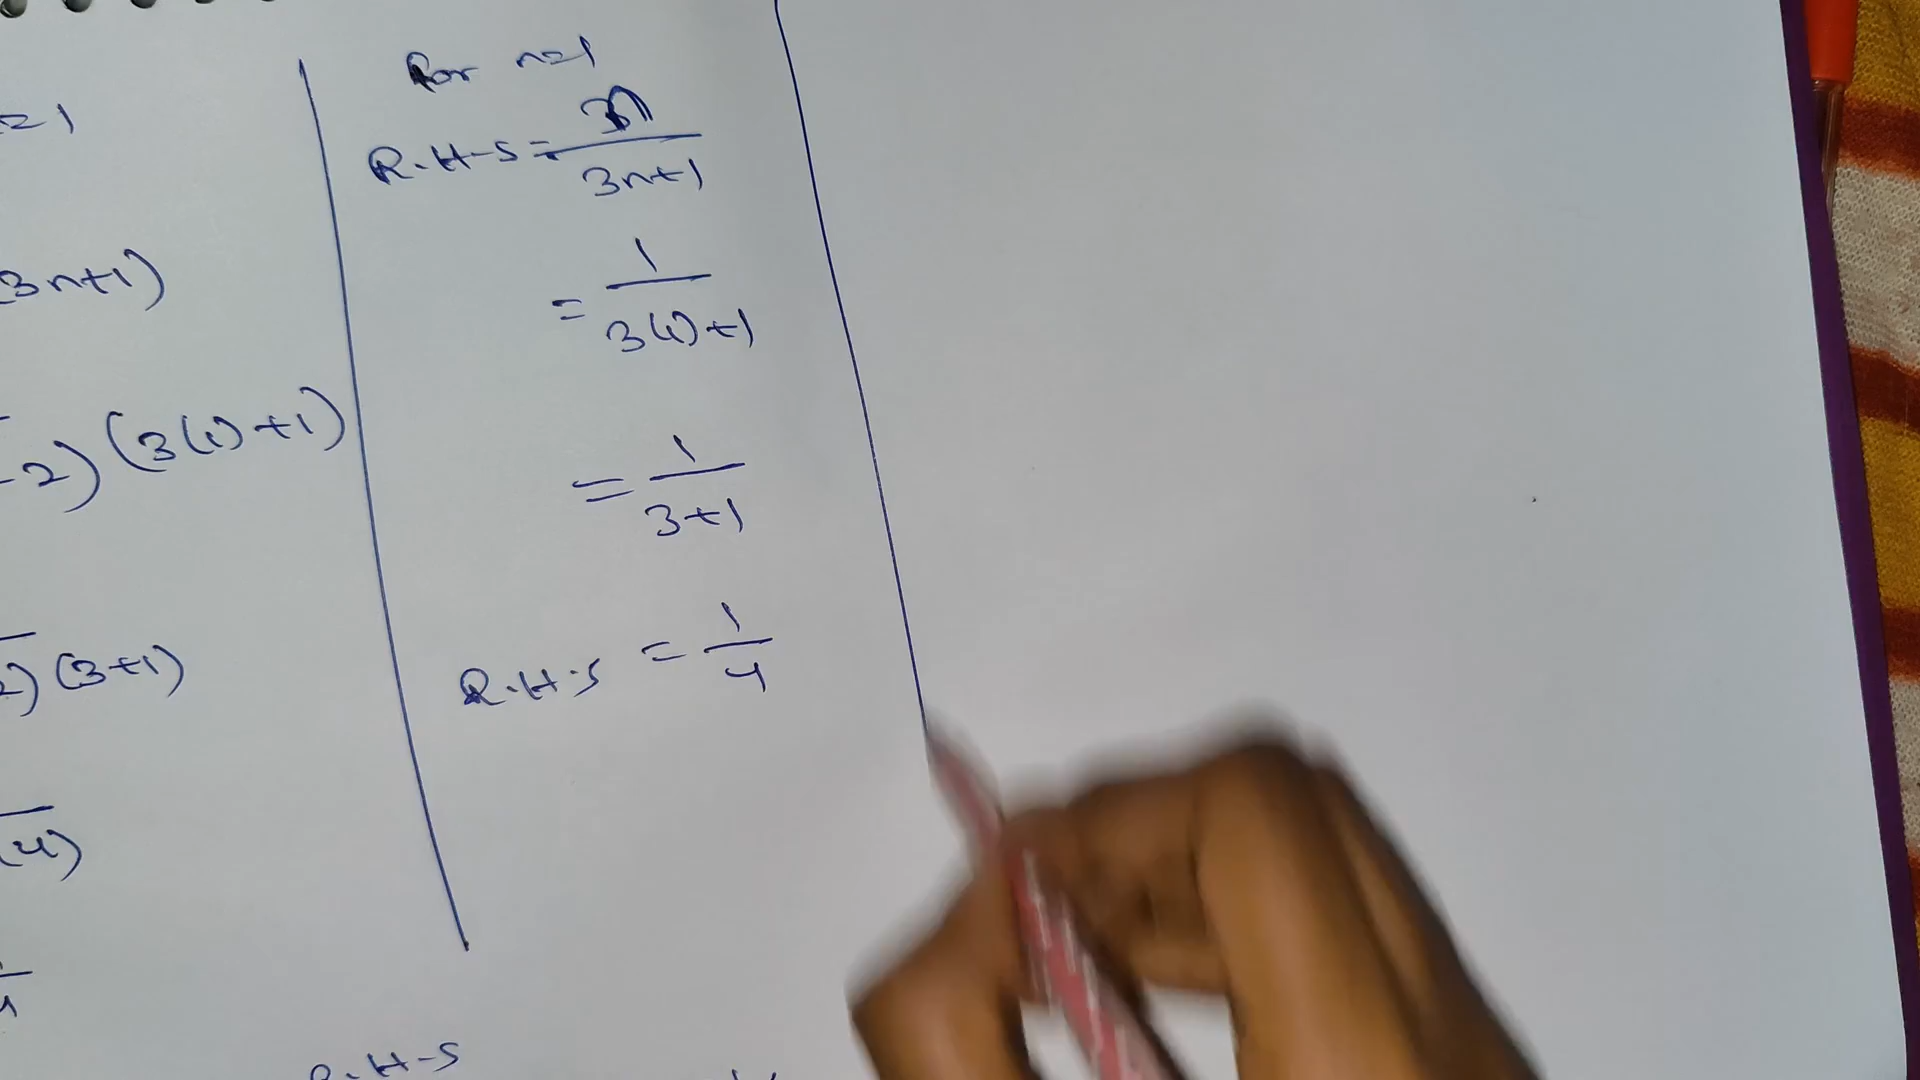 =1
3n+1)
-2) (3(1)+1)
2) (3+1)
(4)
4
For n=1
R.H-S = n/3n+1
= 1/3(1)+1
= 1/3+1
R.H.S = 1/4
R.H-S